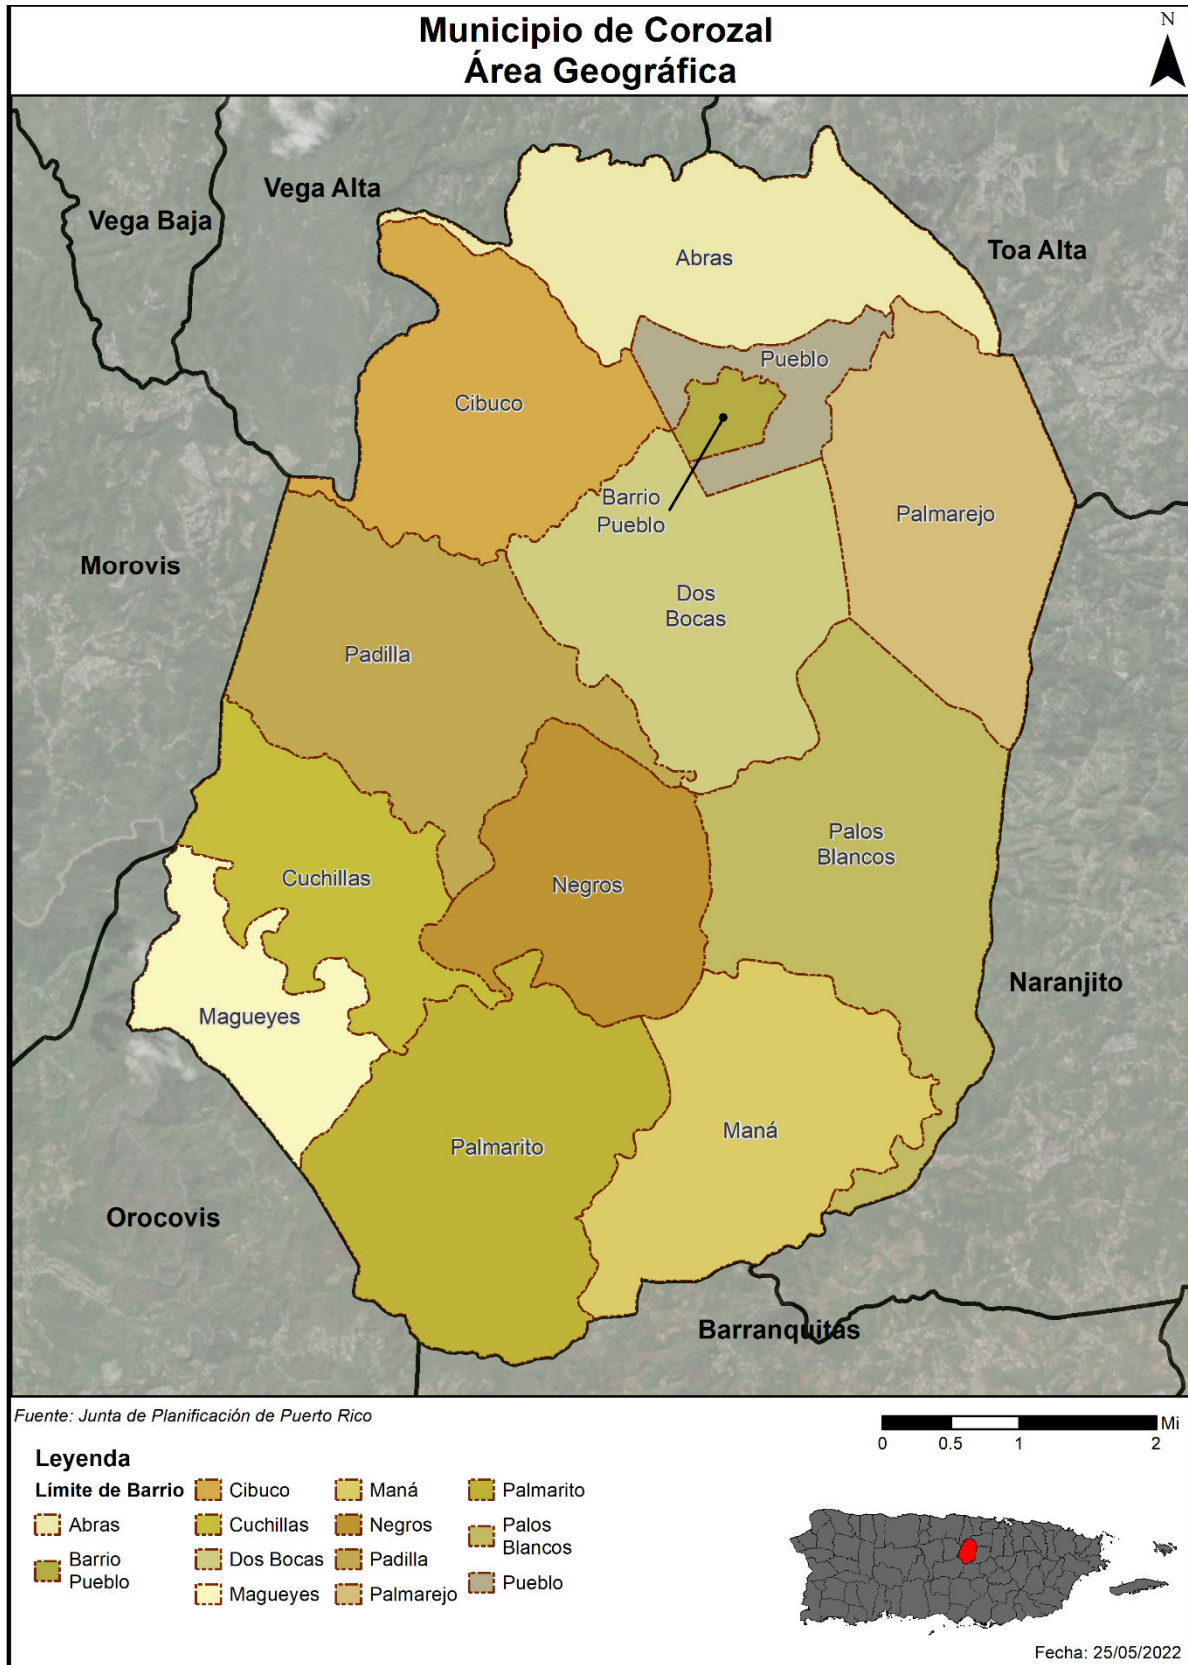 Municipio de Corozal
Área Geográfica
N
Vega Alta
Vega Baja
Toa Alta
Abras
Pueblo
Cibuco
Barrio
Pueblo
Palmarejo
Morovis
Dos
Bocas
Padilla
Palos
Blancos
Cuchillas
Negros
Naranjito
Magueyes
Maná
Palmarito
Orocovis
Barranquitas
Fuente: Junta de Planificación de Puerto Rico
Mi
0 0.5 1 2
Leyenda
Límite de Barrio
Abras
Barrio
Pueblo
Cibuco
Cuchillas
Dos Bocas
Magueyes
Maná
Negros
Padilla
Palmarejo
Palmarito
Palos
Blancos
Pueblo
Fecha: 25/05/2022